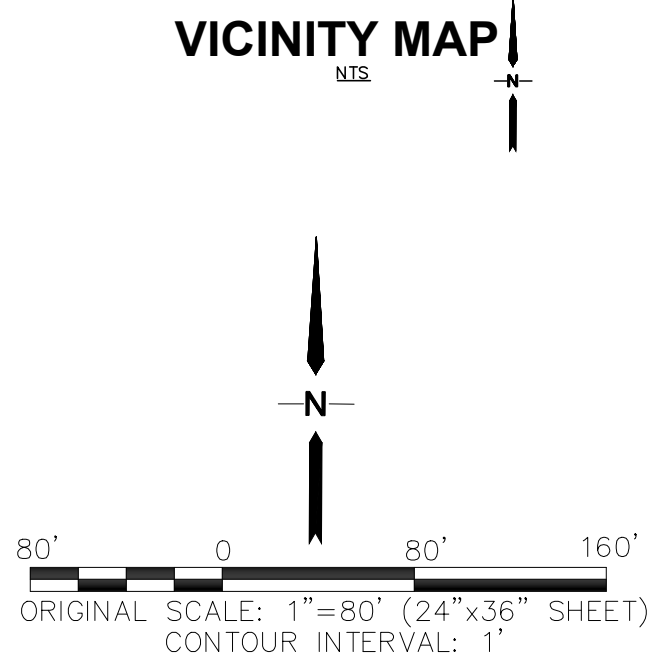 VICINITY MAP
NTS
N
N
80' 0 80' 160'
ORIGINAL SCALE: 1"=80' (24"x36" SHEET)
CONTOUR INTERVAL: 1'